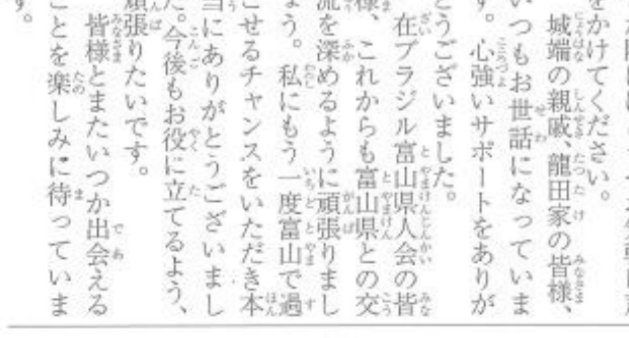 をかけてください。
城端の親戚、龍田家の皆様、
いつもお世話になっていま
す。心強いサポートをありが
とうございました。
在ブラジル富山県人会の皆
様、これからも富山県との交
流を深めるように頑張りまし
ょう。私にもう一度富山で過
ごせるチャンスをいただき本
当にありがとうございまし
た。今後もお役に立てるよう、
頑張りたいです。
皆様とまたいつか出会える
ことを楽しみに待っていま
す。